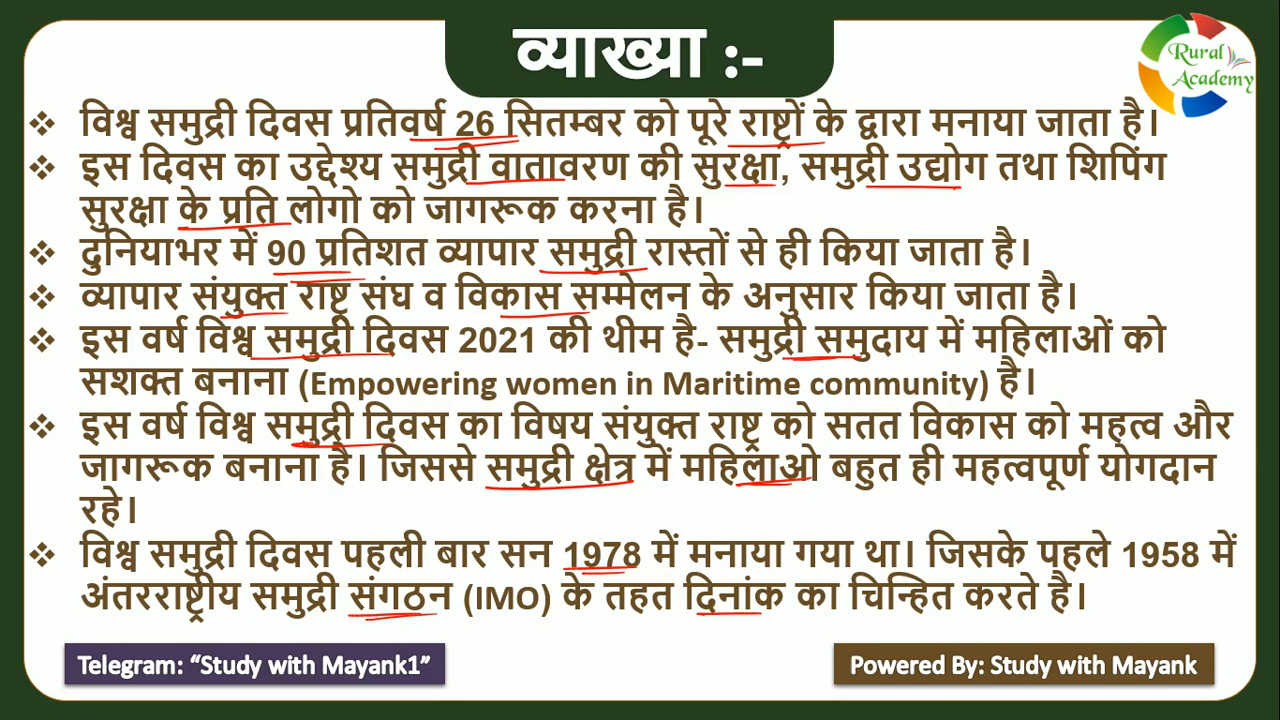 व्याख्या :-
Rural
Academy
❖ विश्व समुद्री दिवस प्रतिवर्ष 26 सितम्बर को पूरे राष्ट्रों के द्वारा मनाया जाता है।
❖ इस दिवस का उद्देश्य समुद्री वातावरण की सुरक्षा, समुद्री उद्योग तथा शिपिंग
सुरक्षा के प्रति लोगो को जागरूक करना है।
❖ दुनियाभर में 90 प्रतिशत व्यापार समुद्री रास्तों से ही किया जाता है।
❖ व्यापार संयुक्त राष्ट्र संघ व विकास सम्मेलन के अनुसार किया जाता है।
❖ इस वर्ष विश्व समुद्री दिवस 2021 की थीम है- समुद्री समुदाय में महिलाओं को
सशक्त बनाना (Empowering women in Maritime community) है।
❖ इस वर्ष विश्व समुद्री दिवस का विषय संयुक्त राष्ट्र को सतत विकास को महत्व और
जागरूक बनाना है। जिससे समुद्री क्षेत्र में महिलाओ बहुत ही महत्वपूर्ण योगदान
रहे।
❖ विश्व समुद्री दिवस पहली बार सन 1978 में मनाया गया था। जिसके पहले 1958 में
अंतरराष्ट्रीय समुद्री संगठन (IMO) के तहत दिनांक का चिन्हित करते है।
Telegram: “Study with Mayank1”
Powered By: Study with Mayank